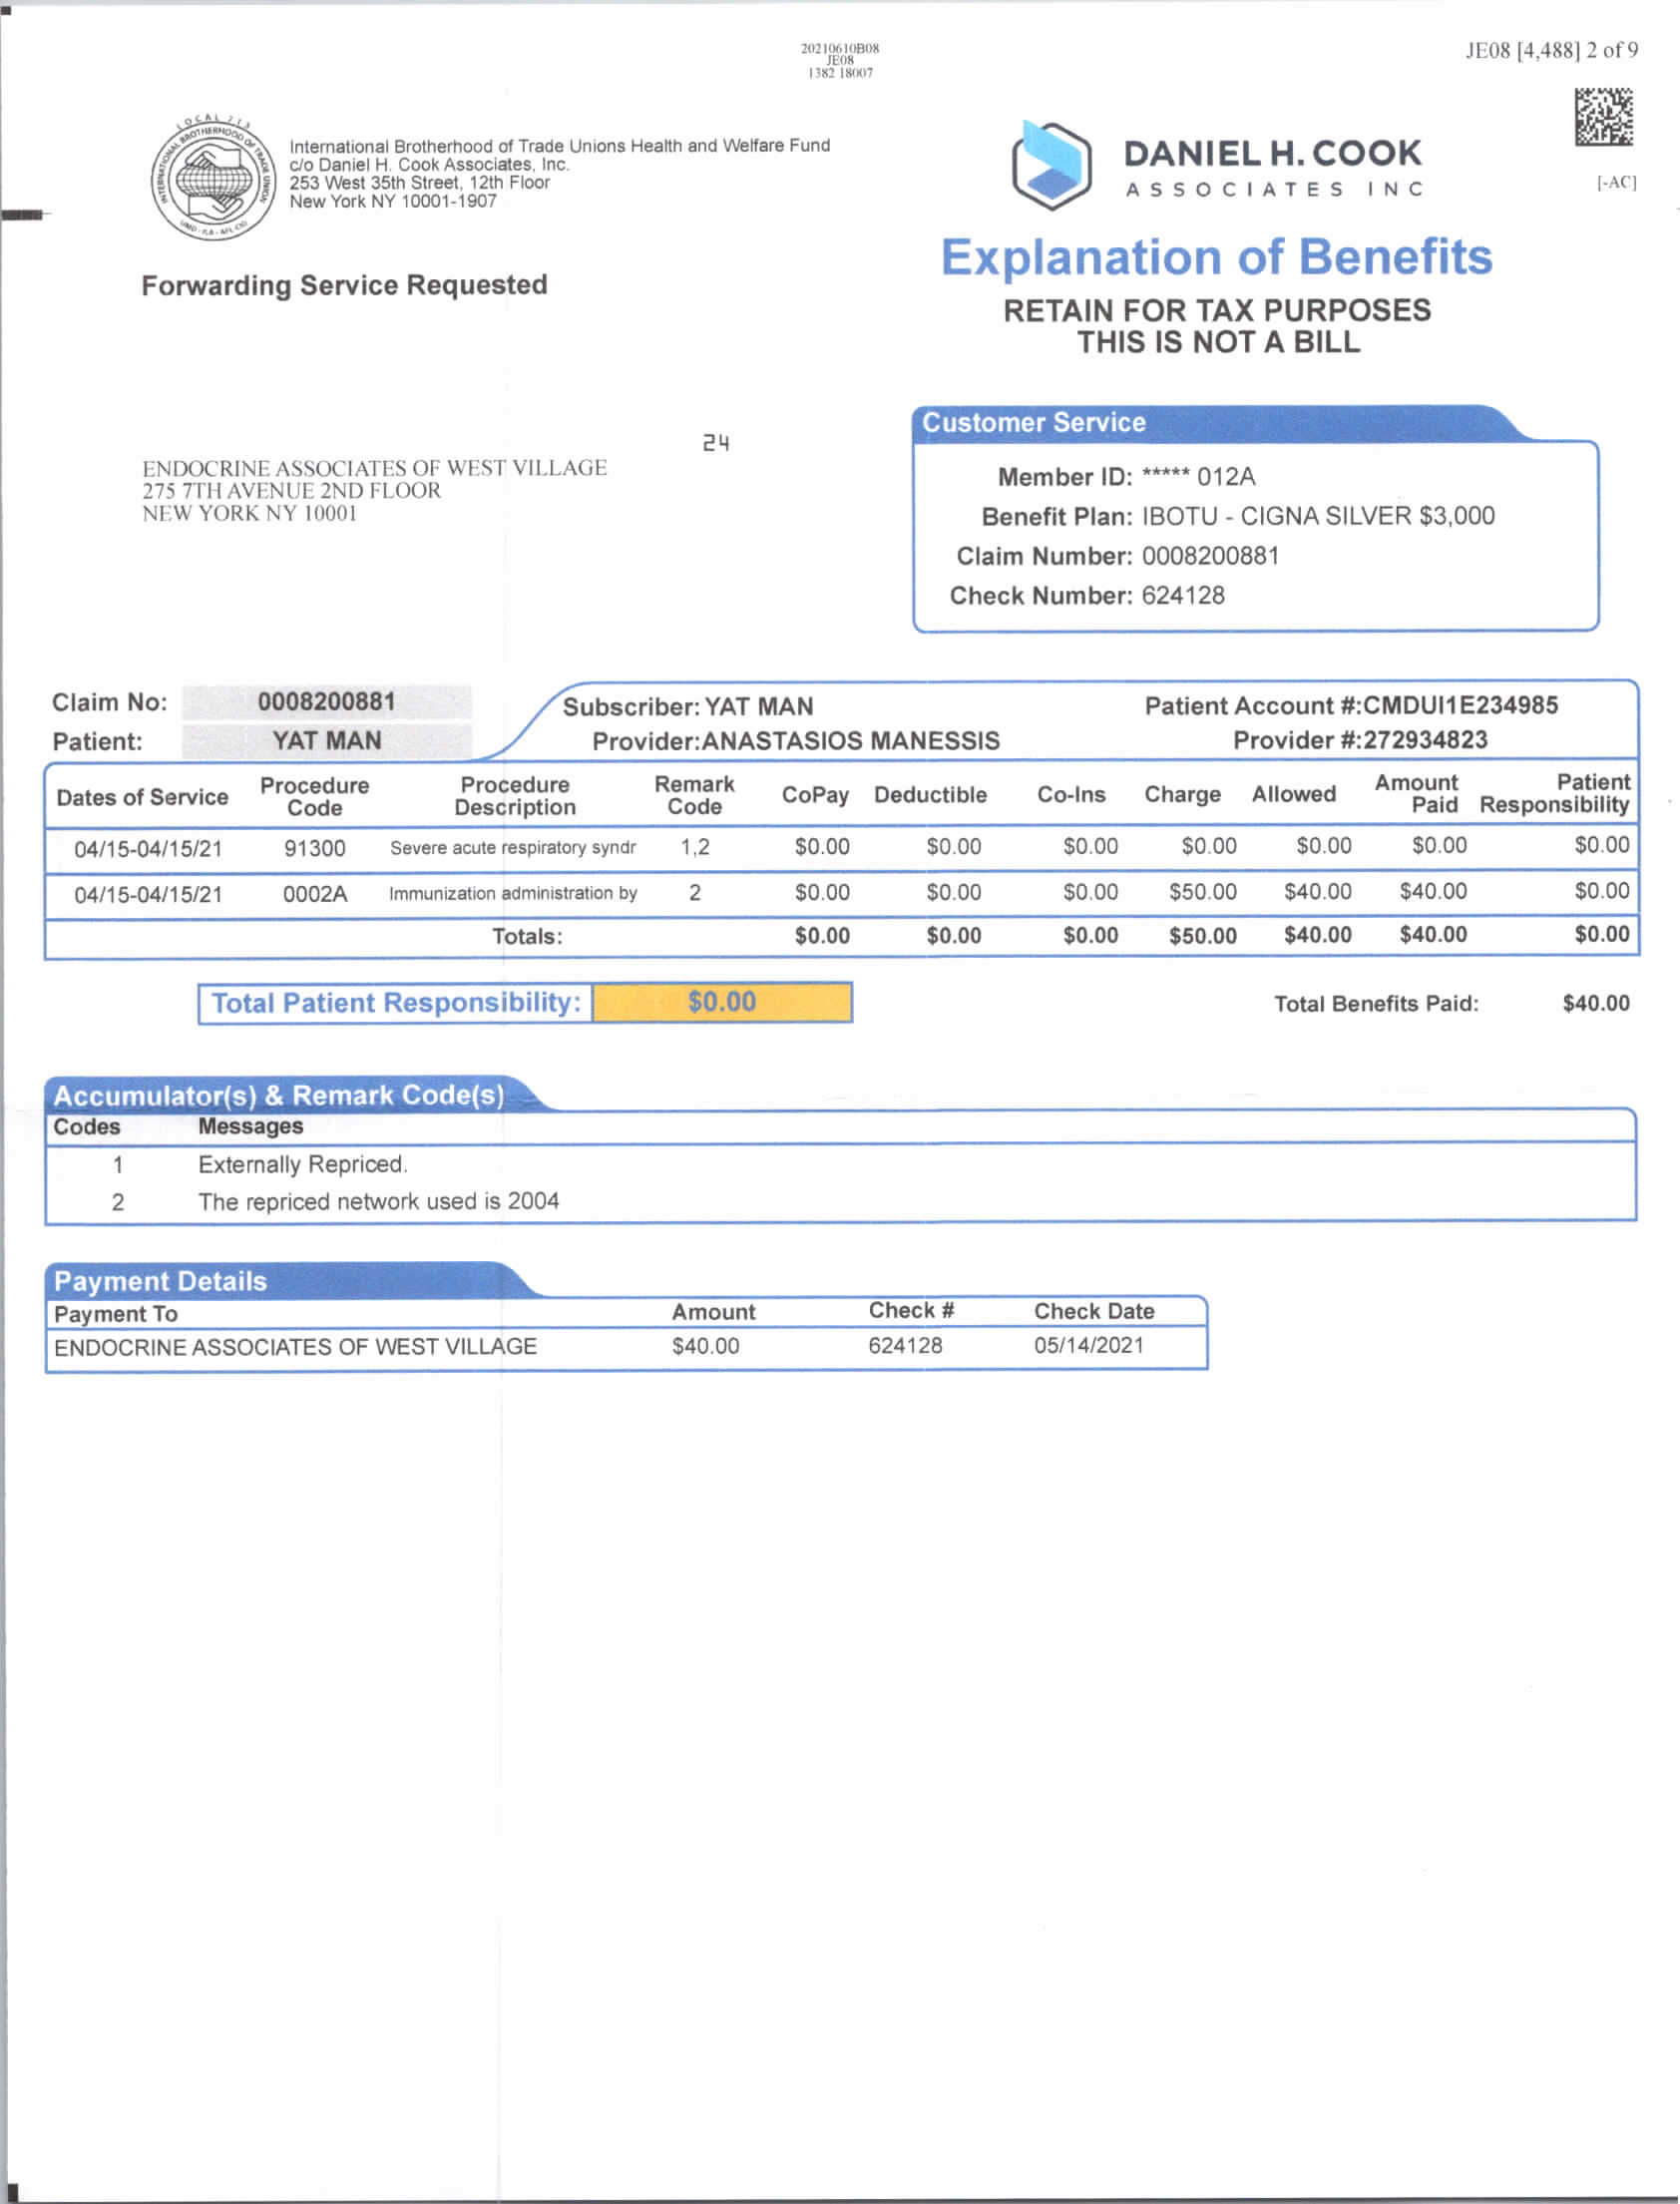 20210610B08
JE08
1382 18007
JE08 [4,488] 2 of 9
[-AC]
LOCAL 713
INTERNATIONAL BROTHERHOOD OF TRADE UNION
International Brotherhood of Trade Unions Health and Welfare Fund
c/o Daniel H. Cook Associates, Inc.
253 West 35th Street, 12th Floor
New York NY 10001-1907
DANIEL H. COOK
ASSOCIATES INC
Explanation of Benefits
RETAIN FOR TAX PURPOSES
THIS IS NOT A BILL
Forwarding Service Requested
24
ENDOCRINE ASSOCIATES OF WEST VILLAGE
275 7TH AVENUE 2ND FLOOR
NEW YORK NY 10001
Customer Service
Member ID: ***** 012A
Benefit Plan: IBOTU - CIGNA SILVER $3,000
Claim Number: 0008200881
Check Number: 624128
Claim No: 0008200881
Patient: YAT MAN
Subscriber: YAT MAN
Provider:ANASTASIOS MANESSIS
Patient Account #:CMDUI1E234985
Provider #:272934823
Dates of Service Procedure Code Procedure Description Remark Code CoPay Deductible Co-Ins Charge Allowed Amount Paid Patient Responsibility
04/15-04/15/21 91300 Severe acute respiratory syndr 1,2 $0.00 $0.00 $0.00 $0.00 $0.00 $0.00 $0.00
04/15-04/15/21 0002A Immunization administration by 2 $0.00 $0.00 $0.00 $50.00 $40.00 $40.00 $0.00
Totals: $0.00 $0.00 $0.00 $50.00 $40.00 $40.00 $0.00
Total Patient Responsibility: $0.00
Total Benefits Paid: $40.00
Accumulator(s) & Remark Code(s)
Codes Messages
1 Externally Repriced.
2 The repriced network used is 2004
Payment Details
Payment To Amount Check # Check Date
ENDOCRINE ASSOCIATES OF WEST VILLAGE $40.00 624128 05/14/2021